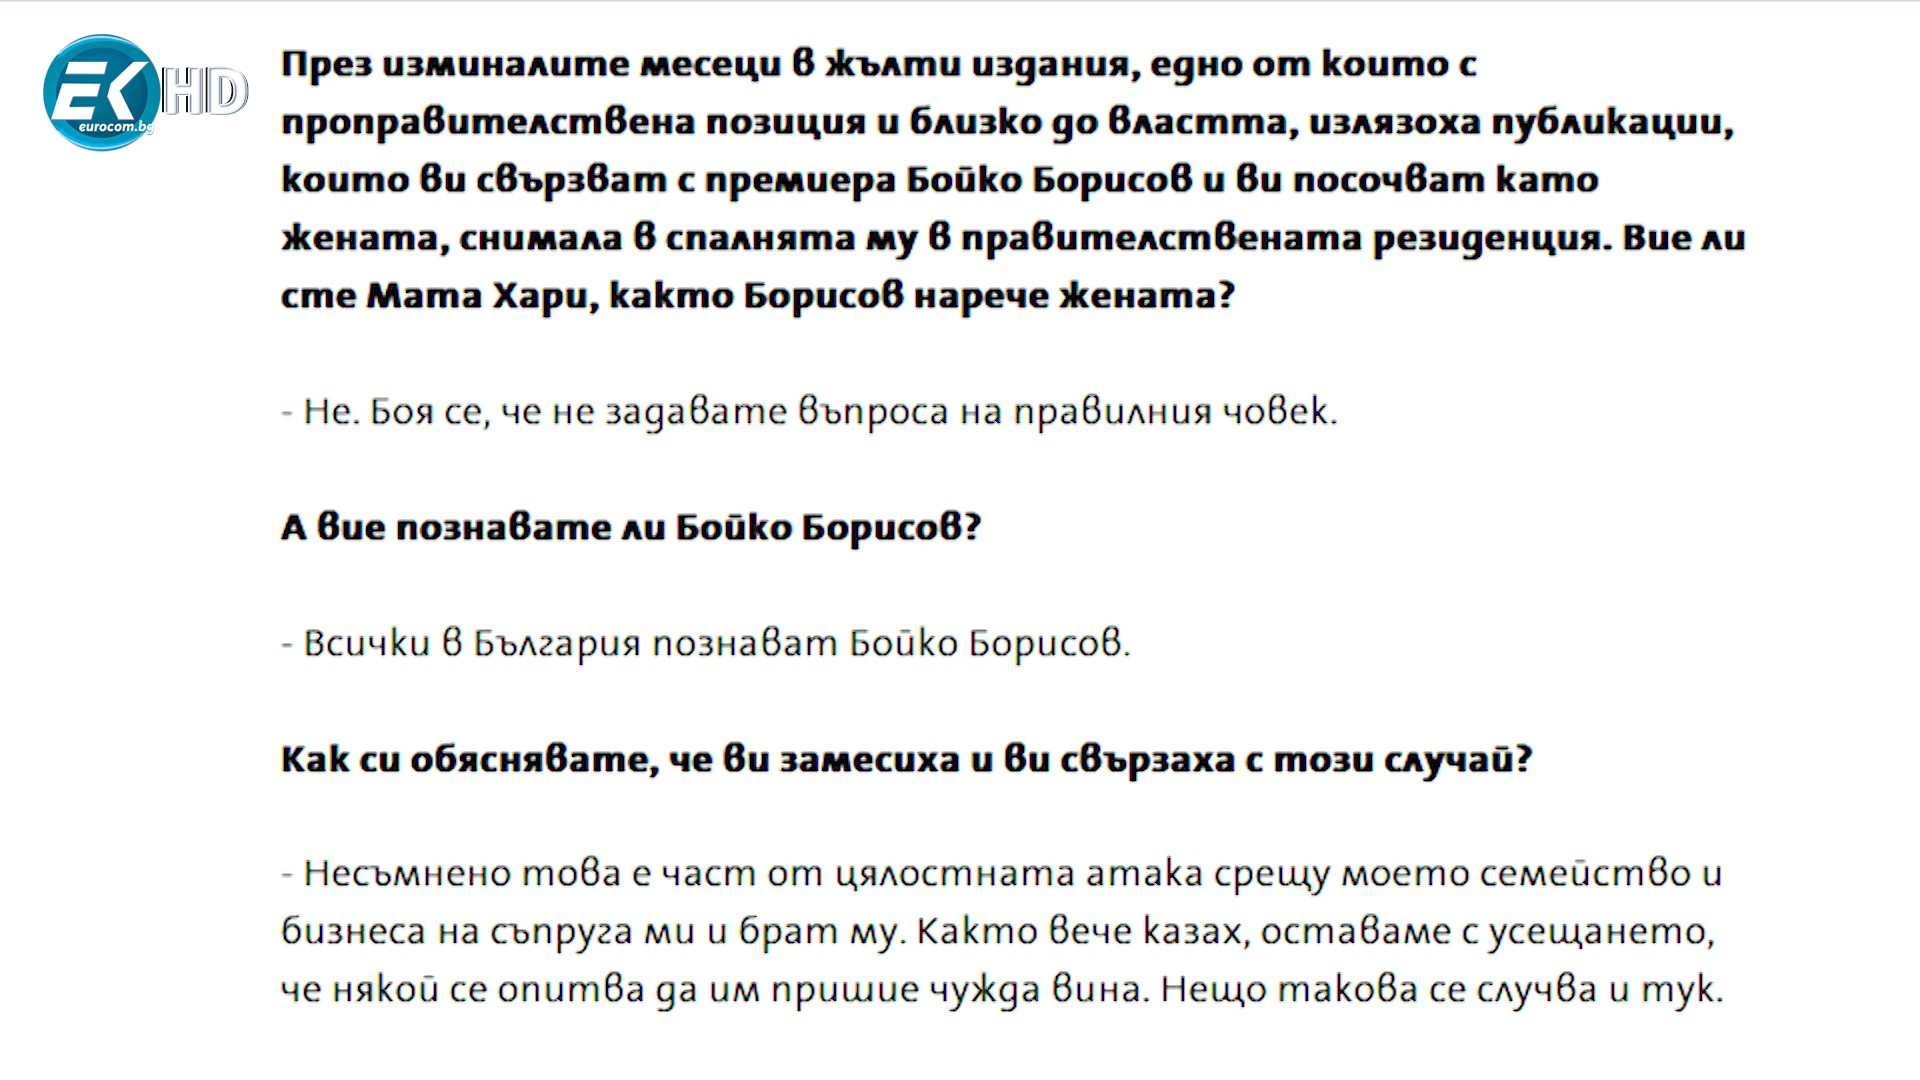 EK HD
eurocom.bg
През изминалите месеци в жълти издания, едно от които с
проправителствена позиция и близко до властта, излязоха публикации,
които ви свързват с премиера Бойко Борисов и ви посочват като
жената, снимала в спалнята му в правителствената резиденция. Вие ли
сте Мата Хари, както Борисов нарече жената?
- Не. Боя се, че не задавате въпроса на правилния човек.
А вие познавате ли Бойко Борисов?
- Всички в България познават Бойко Борисов.
Как си обяснявате, че ви замесиха и ви свързаха с този случай?
- Несъмнено това е част от цялостната атака срещу моето семейство и
бизнеса на съпруга ми и брат му. Както вече казах, оставаме с усещането,
че някой се опитва да им пришие чужда вина. Нещо такова се случва и тук.